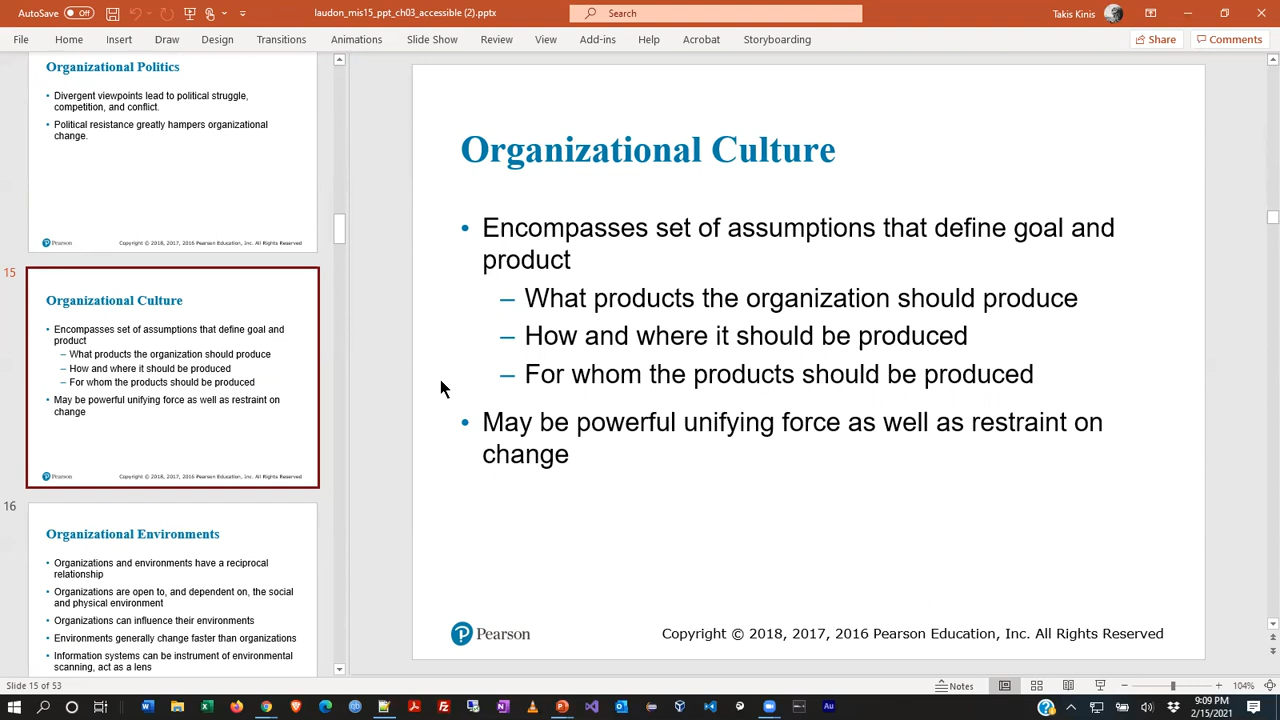 AutoSave Off
laudon_mis15_ppt_ch03_accessible (2).pptx
Search
Takis Kinis
File Home Insert Draw Design Transitions Animations Slide Show Review View Add-ins Help Acrobat Storyboarding
Share Comments
Organizational Politics
• Divergent viewpoints lead to political struggle,
competition, and conflict.
• Political resistance greatly hampers organizational
change.
Pearson
Copyright © 2018, 2017, 2016 Pearson Education, Inc. All Rights Reserved
15
Organizational Culture
• Encompasses set of assumptions that define goal and
product
– What products the organization should produce
– How and where it should be produced
– For whom the products should be produced
• May be powerful unifying force as well as restraint on
change
Pearson
Copyright © 2018, 2017, 2016 Pearson Education, Inc. All Rights Reserved
16
Organizational Environments
• Organizations and environments have a reciprocal
relationship
• Organizations are open to, and dependent on, the social
and physical environment
• Organizations can influence their environments
• Environments generally change faster than organizations
• Information systems can be instrument of environmental
scanning, act as a lens
Organizational Culture
• Encompasses set of assumptions that define goal and
product
– What products the organization should produce
– How and where it should be produced
– For whom the products should be produced
• May be powerful unifying force as well as restraint on
change
Pearson
Copyright © 2018, 2017, 2016 Pearson Education, Inc. All Rights Reserved
Slide 15 of 53
Notes
104%
9:09 PM
2/15/2021